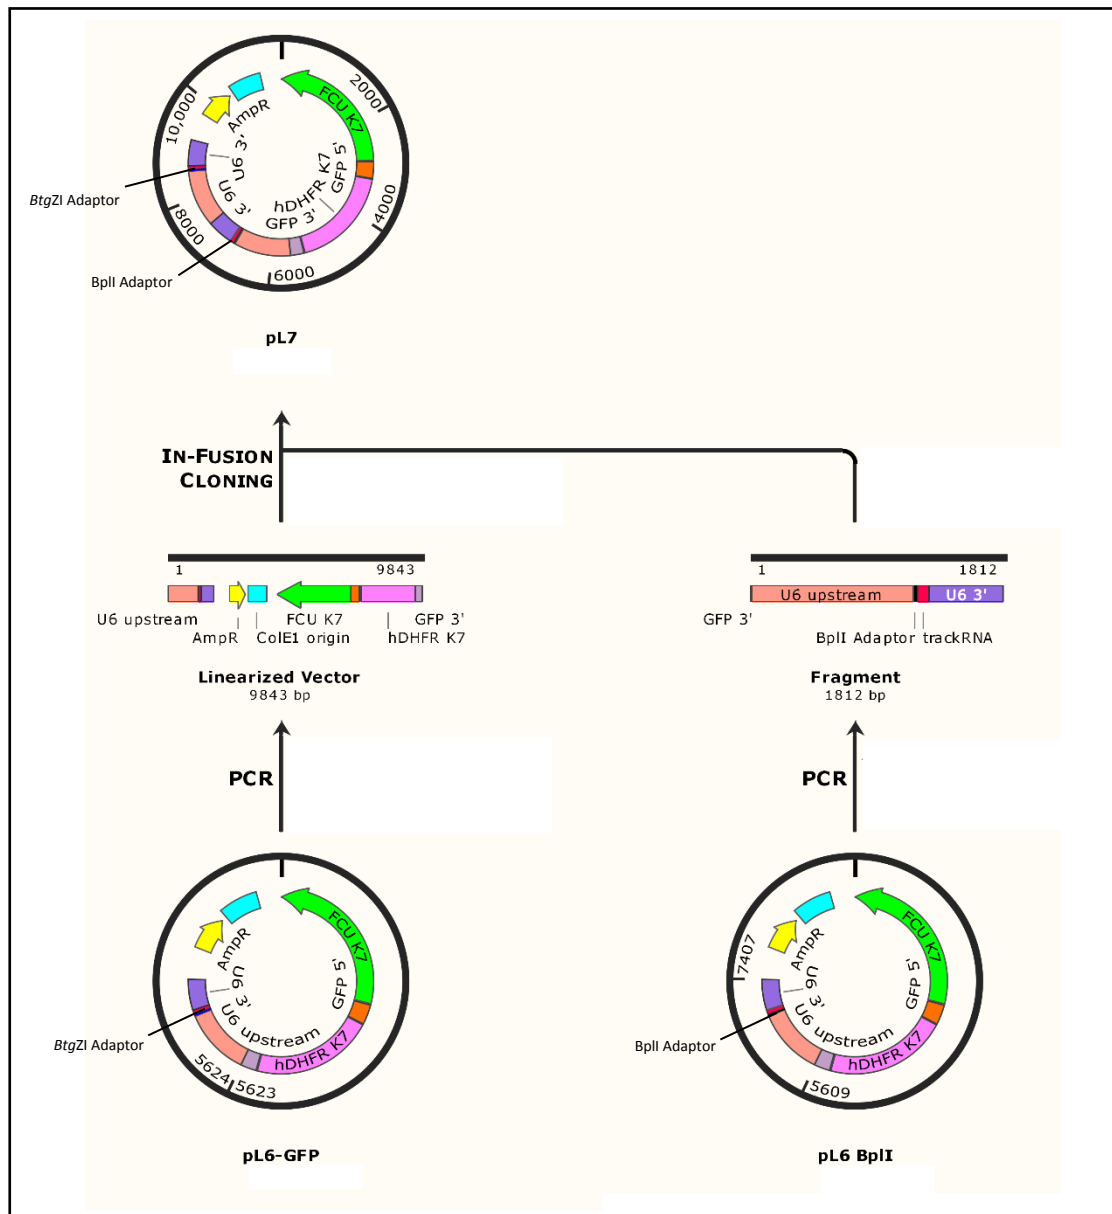 10,000
2000
AmpR
FCU K7
U6 3'
GFP 5'
hDHFR K7
BtgZI Adaptor
U6 3'
GFP 3'
8000
4000
BplI Adaptor
6000
pL7
IN-FUSION
CLONING
1 9843
1 1812
U6 upstream U6 3'
U6 upstream FCU K7 GFP 3'
AmpR ColE1 origin hDHFR K7
GFP 3'
BplI Adaptor trackRNA
Linearized Vector
9843 bp
Fragment
1812 bp
PCR
PCR
AmpR
FCU K7
U6 3'
GFP 5'
U6 upstream
BtgZI Adaptor
hDHFR K7
5624
5623
pL6-GFP
7407
AmpR
FCU K7
U6 3'
GFP 5'
U6 upstream
BplI Adaptor
hDHFR K7
5609
pL6 BplI